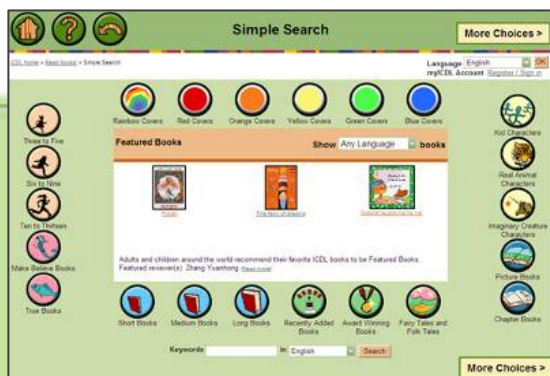 Simple Search
More Choices >
ICDL home > Read books > Simple Search
Language English OK
myICDL Account Register / Sign in
Rainbow Covers
Red Covers
Orange Covers
Yellow Covers
Green Covers
Blue Covers
Three to Five
Six to Nine
Ten to Thirteen
Make Believe Books
True Books
Featured Books
Show Any Language books
Adults and children around the world recommend their favorite ICDL books to be Featured Books.
Featured reviewer(s): Zhang Yuanhong Read more!
Kid Characters
Real Animal
Characters
Imaginary Creature
Characters
Picture Books
Chapter Books
Short Books
Medium Books
Long Books
Recently Added
Books
Award Winning
Books
Fairy Tales and
Folk Tales
Keywords In English Search
More Choices >